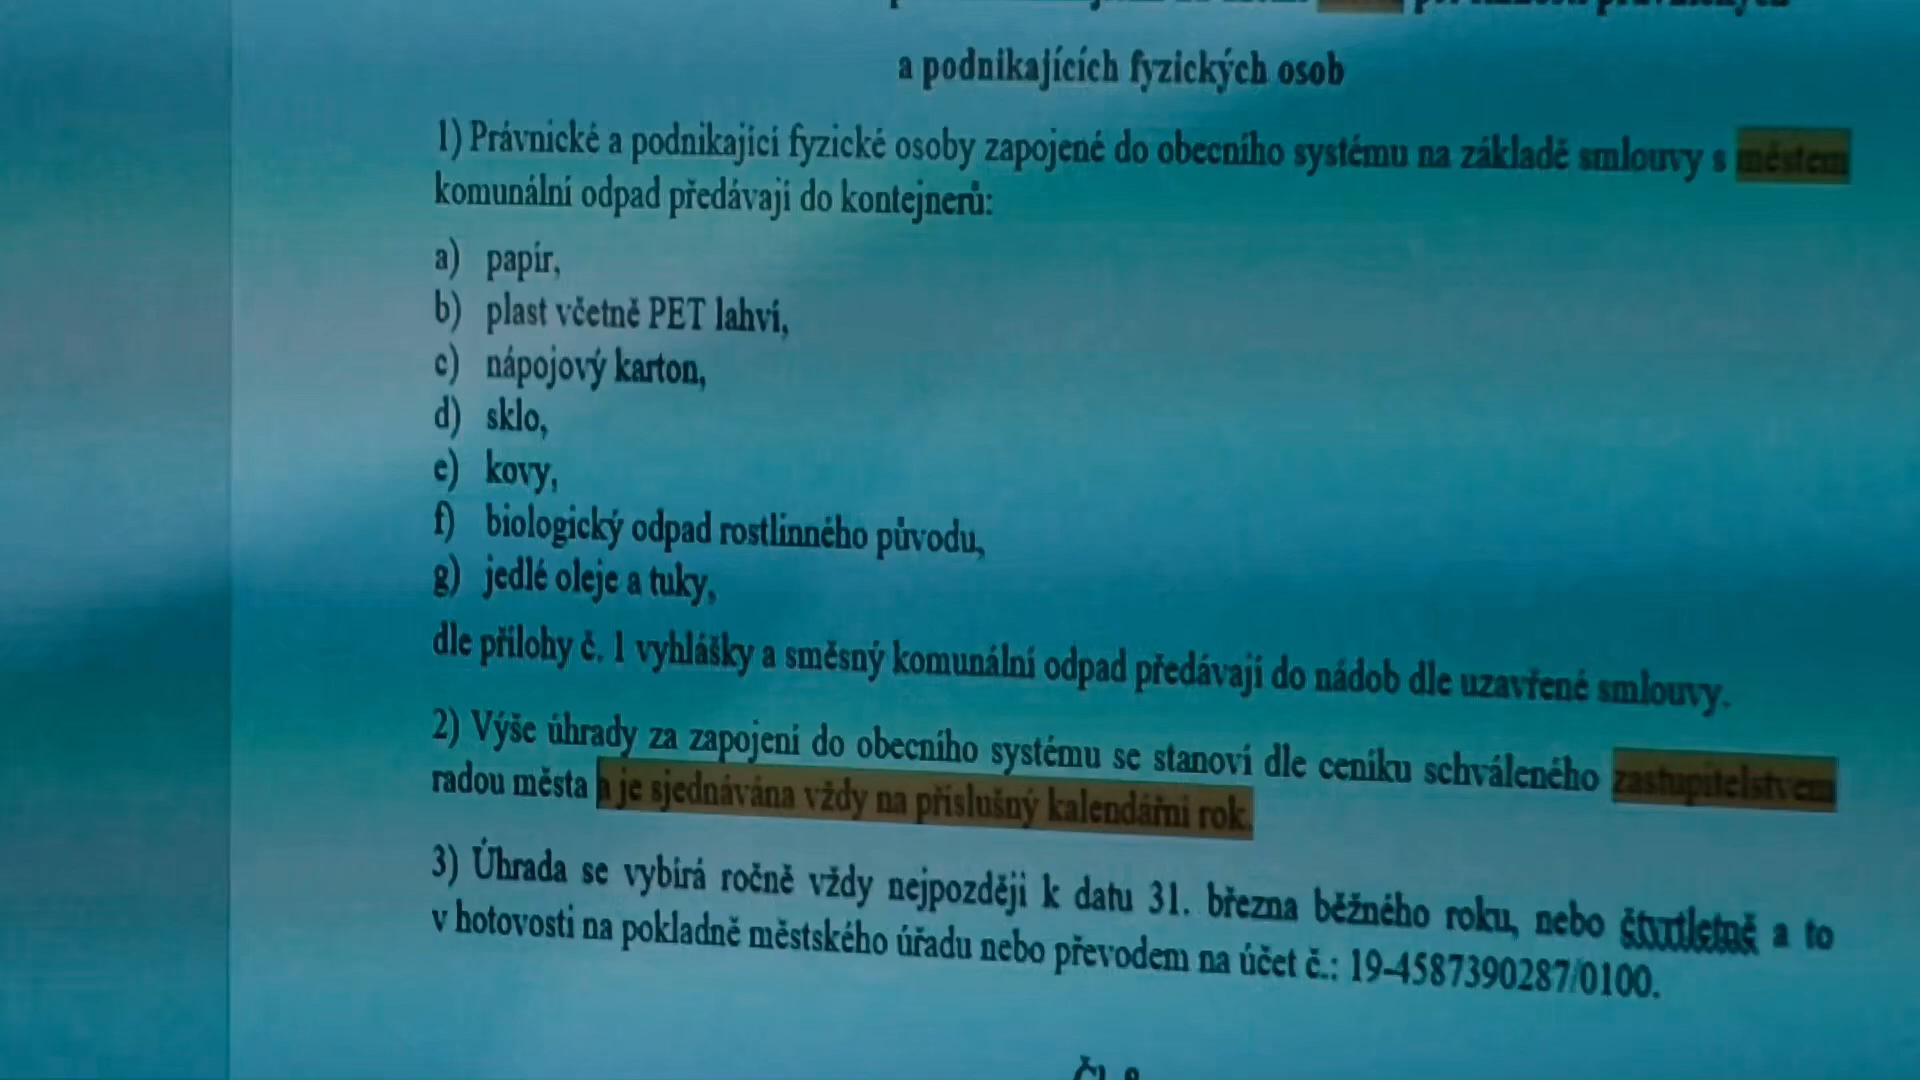 a podnikajících fyzických osob
1) Právnické a podnikající fyzické osoby zapojené do obecního systému na základě smlouvy s městem
komunální odpad předávají do kontejnerů:
a) papír,
b) plast včetně PET lahví,
c) nápojový karton,
d) sklo,
e) kovy,
f) biologický odpad rostlinného původu,
g) jedlé oleje a tuky,
dle přílohy č. 1 vyhlášky a směsný komunální odpad předávají do nádob dle uzavřené smlouvy.
2) Výše úhrady za zapojení do obecního systému se stanoví dle ceníku schváleného zastupitelstvem
radou města a je sjednávána vždy na příslušný kalendářní rok.
3) Úhrada se vybírá ročně vždy nejpozději k datu 31. března běžného roku, nebo čtvrtletně a to
v hotovosti na pokladně městského úřadu nebo převodem na účet č.: 19-4587390287/0100.